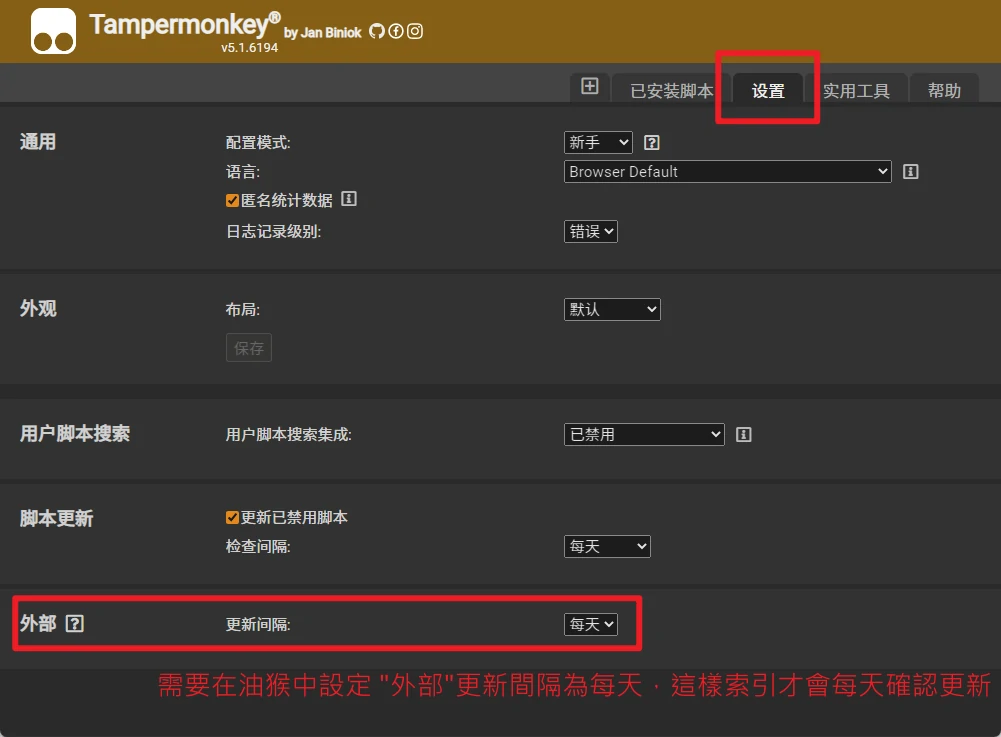 Tampermonkey® by Jan Biniok
v5.1.6194
已安装脚本 设置 实用工具 帮助
通用 配置模式: 新手
语言: Browser Default
匿名统计数据
日志记录级别: 错误
外观 布局: 默认
保存
用户脚本搜索 用户脚本搜索集成: 已禁用
脚本更新 更新已禁用脚本
检查间隔: 每天
外部 更新间隔: 每天
需要在油猴中設定 "外部"更新間隔為每天，這樣索引才會每天確認更新